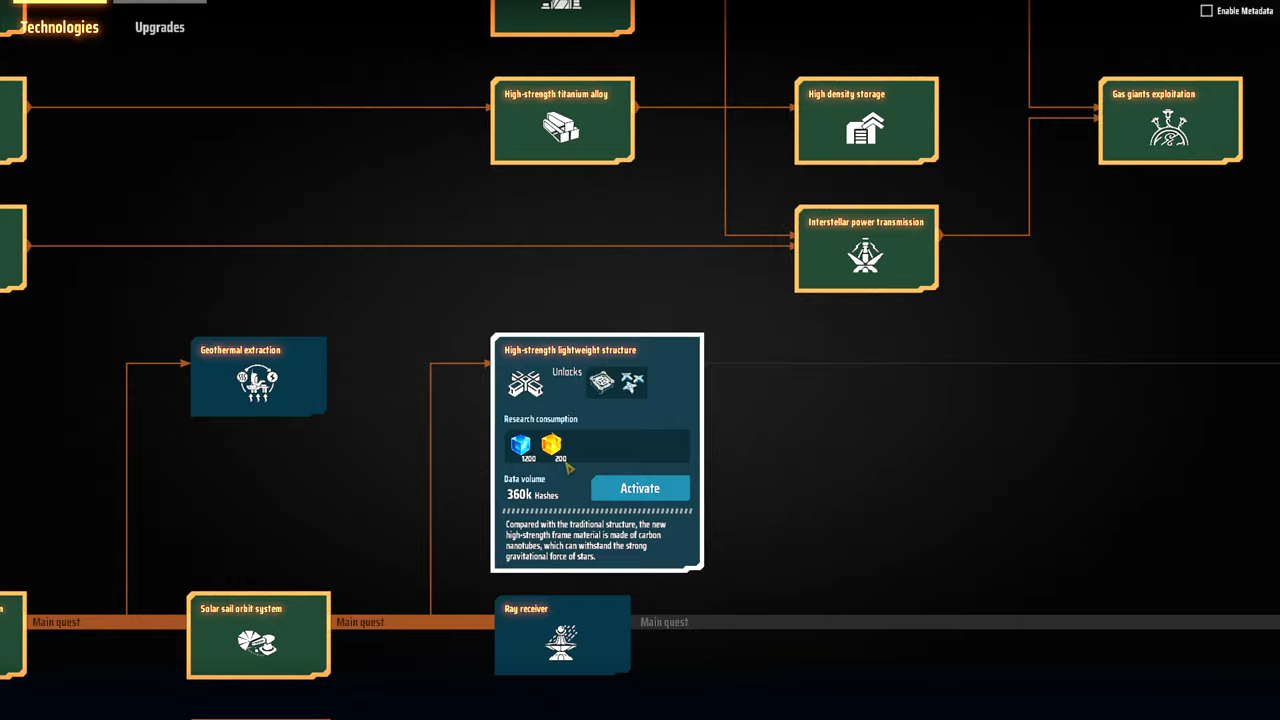 Technologies
Upgrades
Enable Metadata
High-strength titanium alloy
High density storage
Gas giants exploitation
Interstellar power transmission
Geothermal extraction
High-strength lightweight structure
Unlocks
Research consumption
1200
200
Data volume
360k Hashes
Activate
Compared with the traditional structure, the new
high-strength frame material is made of carbon
nanotubes, which can withstand the strong
gravitational force of stars.
Solar sail orbit system
Ray receiver
Main quest
Main quest
Main quest